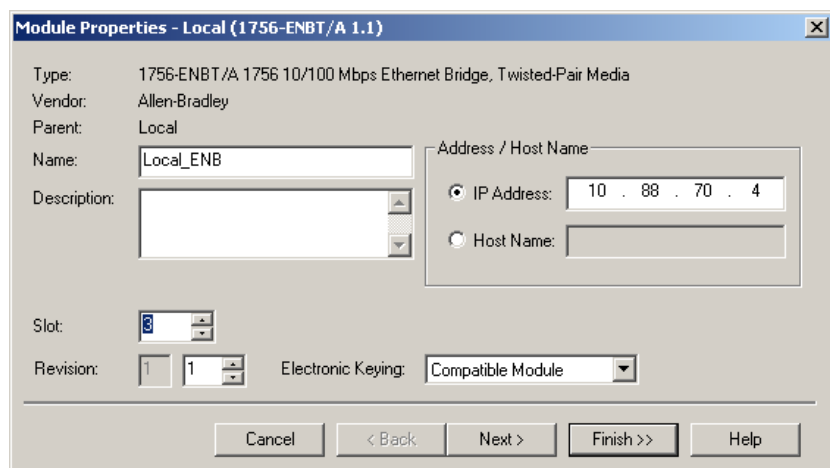 Module Properties - Local (1756-ENBT/A 1.1)
Type: 1756-ENBT/A 1756 10/100 Mbps Ethernet Bridge, Twisted-Pair Media
Vendor: Allen-Bradley
Parent: Local
Name: Local_ENB
Description:
Address / Host Name
IP Address: 10 . 88 . 70 . 4
Host Name:
Slot: 3
Revision: 1 1 Electronic Keying: Compatible Module
Cancel < Back Next > Finish >> Help